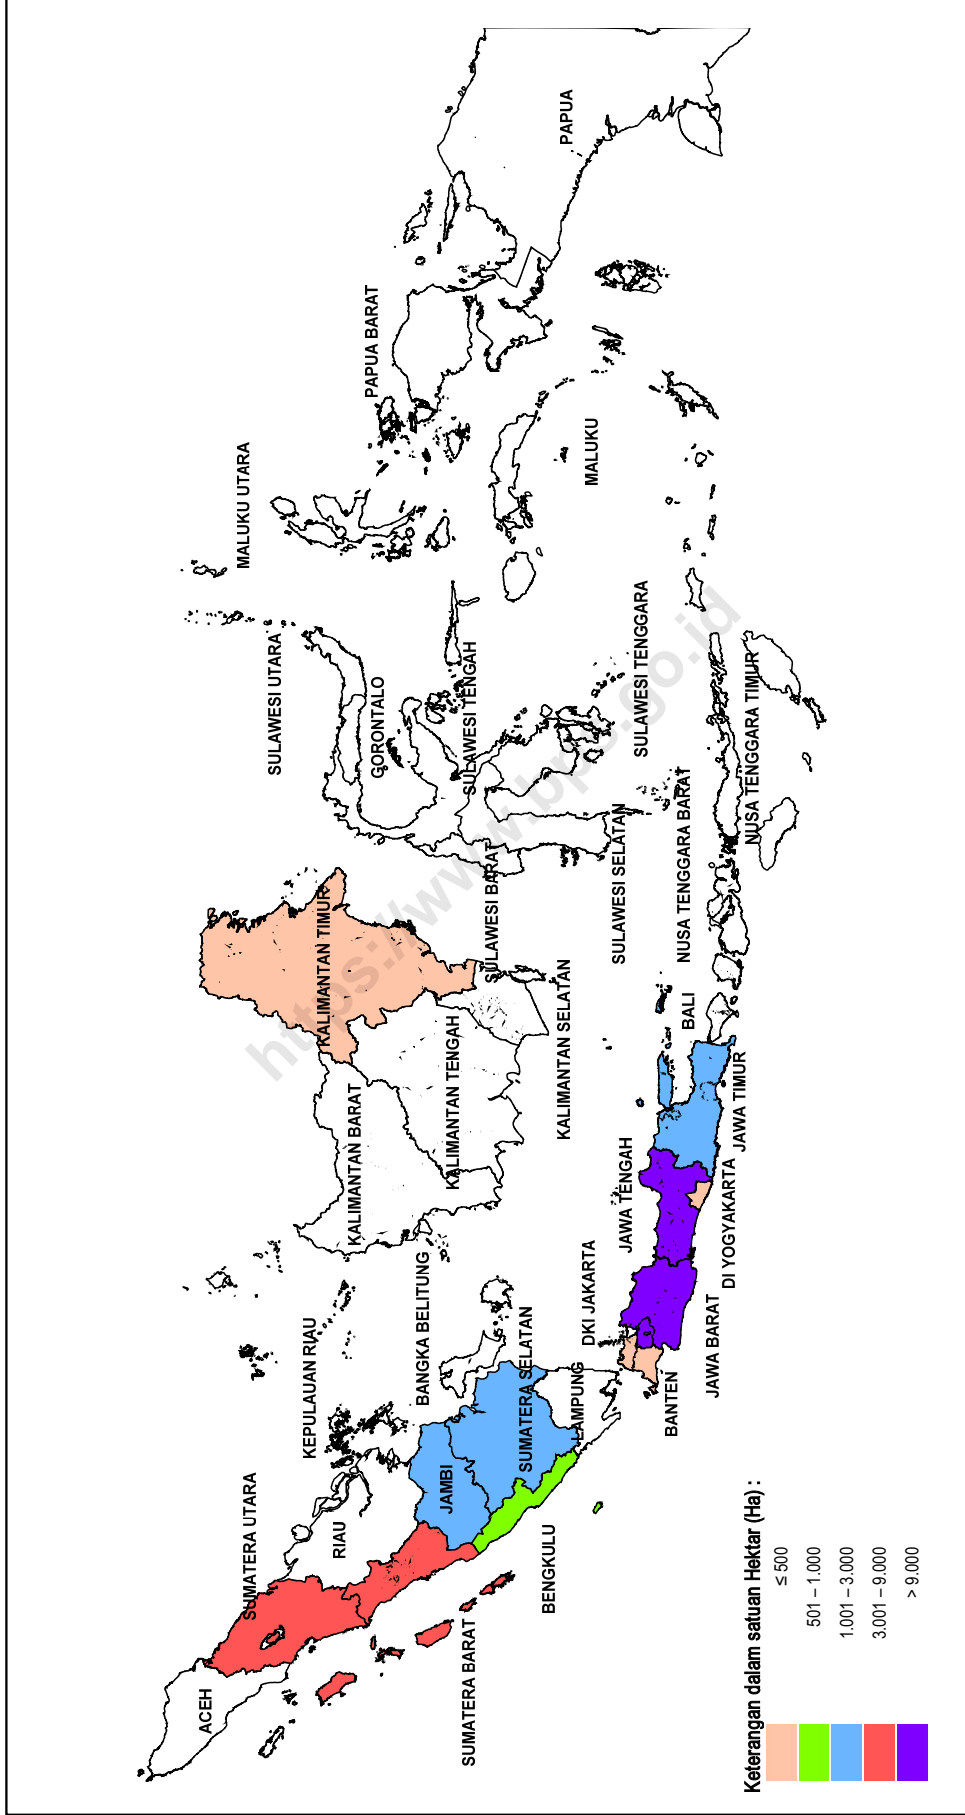 ACEH
SUMATERA UTARA
SUMATERA BARAT
RIAU
KEPULAUAN RIAU
JAMBI
BENGKULU
SUMATERA SELATAN
BANGKA BELITUNG
LAMPUNG
BANTEN
DKI JAKARTA
JAWA BARAT
JAWA TENGAH
DI YOGYAKARTA
JAWA TIMUR
BALI
KALIMANTAN BARAT
KALIMANTAN TENGAH
KALIMANTAN SELATAN
KALIMANTAN TIMUR
SULAWESI BARAT
SULAWESI SELATAN
NUSA TENGGARA BARAT
NUSA TENGGARA TIMUR
SULAWESI UTARA
GORONTALO
SULAWESI TENGAH
SULAWESI TENGGARA
MALUKU UTARA
MALUKU
PAPUA BARAT
PAPUA
https://www.bps.go.id
Keterangan dalam satuan Hektar (Ha) :
≤ 500
501 – 1.000
1.001 – 3.000
3.001 – 9.000
> 9.000